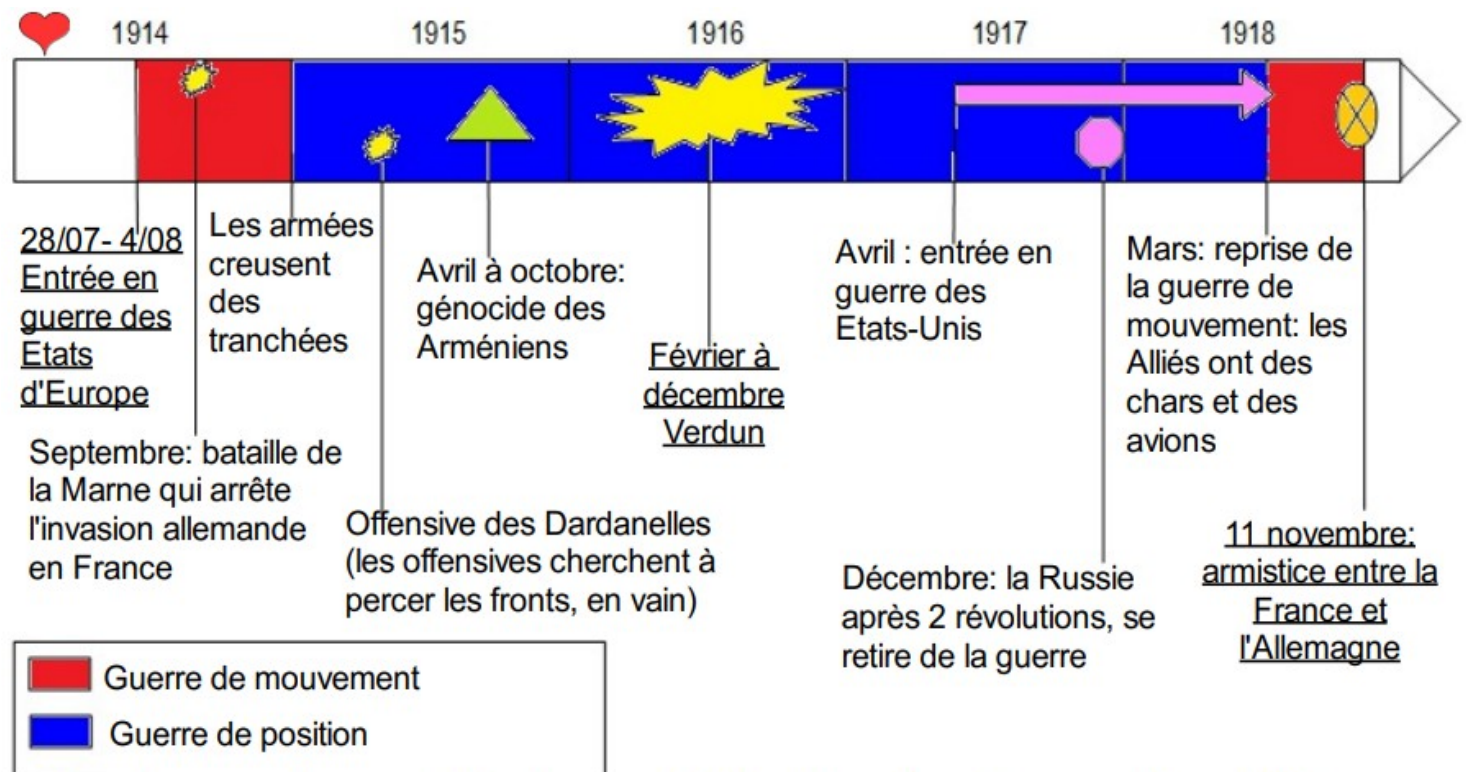 1914
1915
1916
1917
1918
28/07- 4/08
Entrée en
guerre des
Etats
d'Europe
Les armées
creusent
des
tranchées
Avril à octobre:
génocide des
Arméniens
Février à
décembre
Verdun
Avril : entrée en
guerre des
Etats-Unis
Mars: reprise de
la guerre de
mouvement: les
Alliés ont des
chars et des
avions
Septembre: bataille de
la Marne qui arrête
l'invasion allemande
en France
Offensive des Dardanelles
(les offensives cherchent à
percer les fronts, en vain)
Décembre: la Russie
après 2 révolutions, se
retire de la guerre
11 novembre:
armistice entre la
France et
l'Allemagne
Guerre de mouvement
Guerre de position